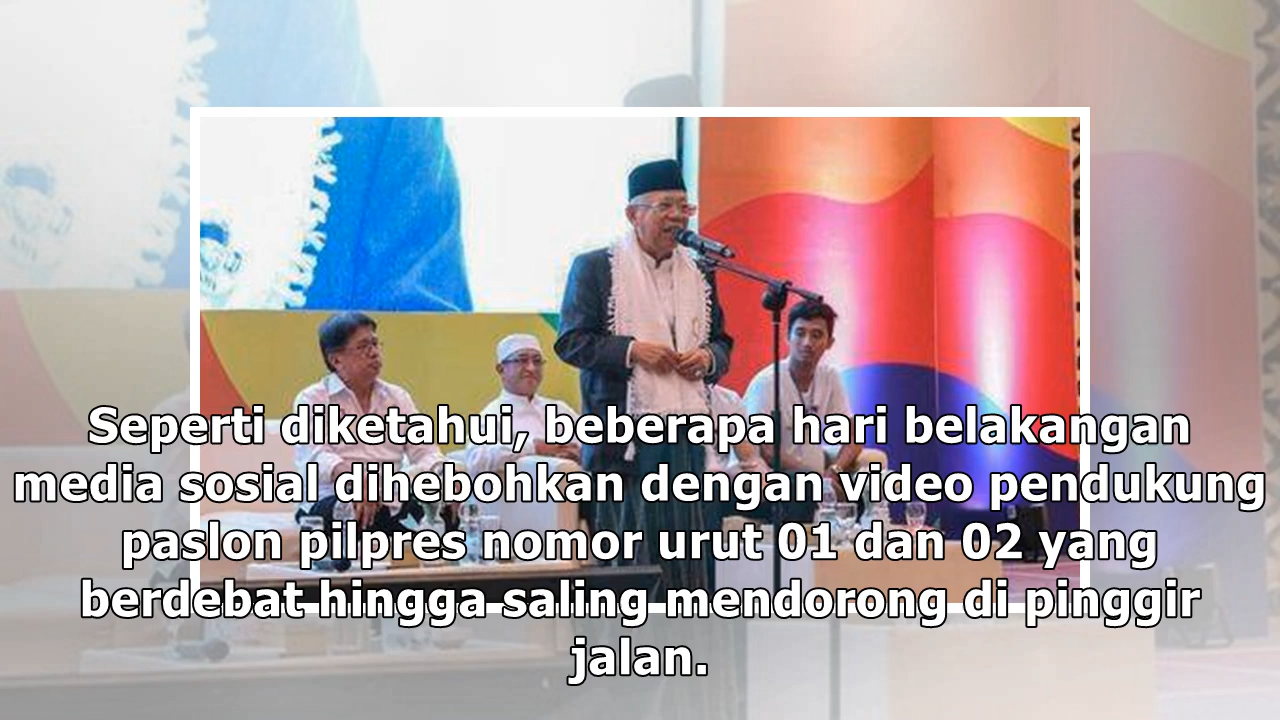 Seperti diketahui, beberapa hari belakangan
media sosial dihebohkan dengan video pendukung
paslon pilpres nomor urut 01 dan 02 yang
berdebat hingga saling mendorong di pinggir
jalan.